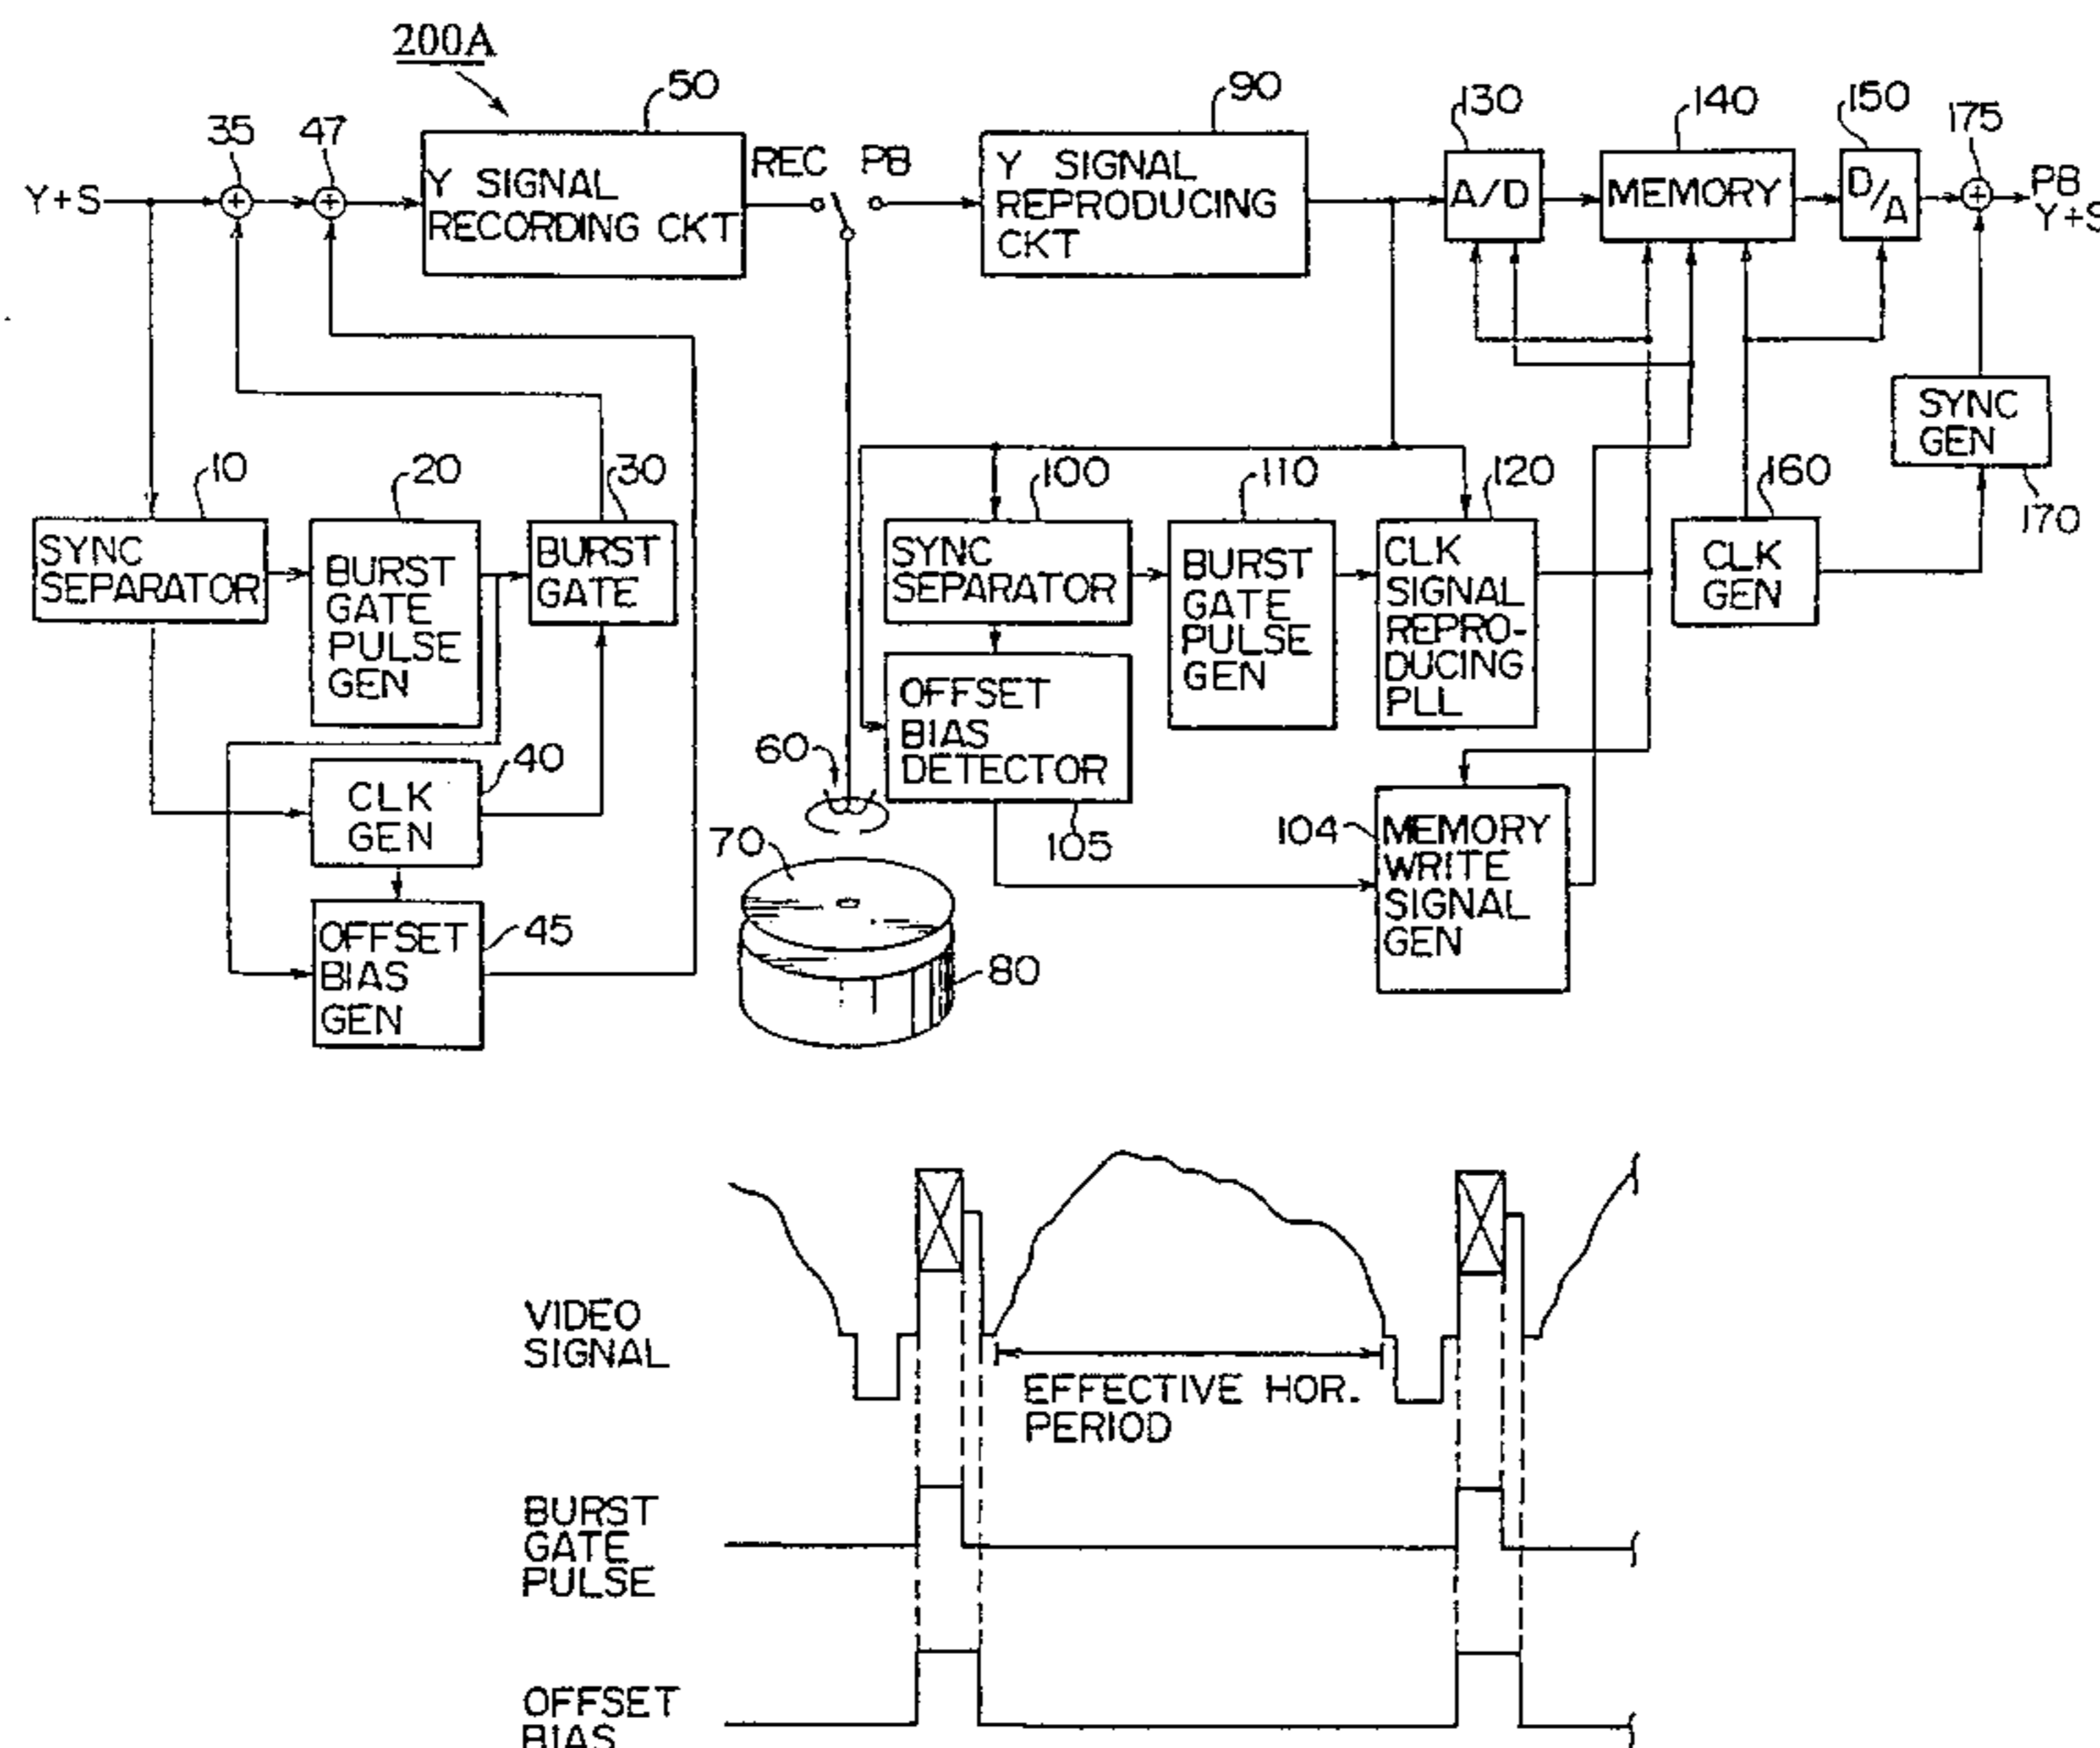 200A
50
90
130
140
150
175
35
47
REC PB
Y+S
Y SIGNAL
RECORDING CKT
Y SIGNAL
REPRODUCING
CKT
A/D
MEMORY
D/A
PB
Y+S
SYNC
GEN
170
10
20
30
100
110
120
160
SYNC
SEPARATOR
BURST
GATE
PULSE
GEN
BURST
GATE
SYNC
SEPARATOR
BURST
GATE
PULSE
GEN
CLK
SIGNAL
REPRO-
DUCING
PLL
CLK
GEN
40
CLK
GEN
60
OFFSET
BIAS
DETECTOR
105
70
80
104
MEMORY
WRITE
SIGNAL
GEN
45
OFFSET
BIAS
GEN
VIDEO
SIGNAL
EFFECTIVE HOR.
PERIOD
BURST
GATE
PULSE
OFFSET
BIAS